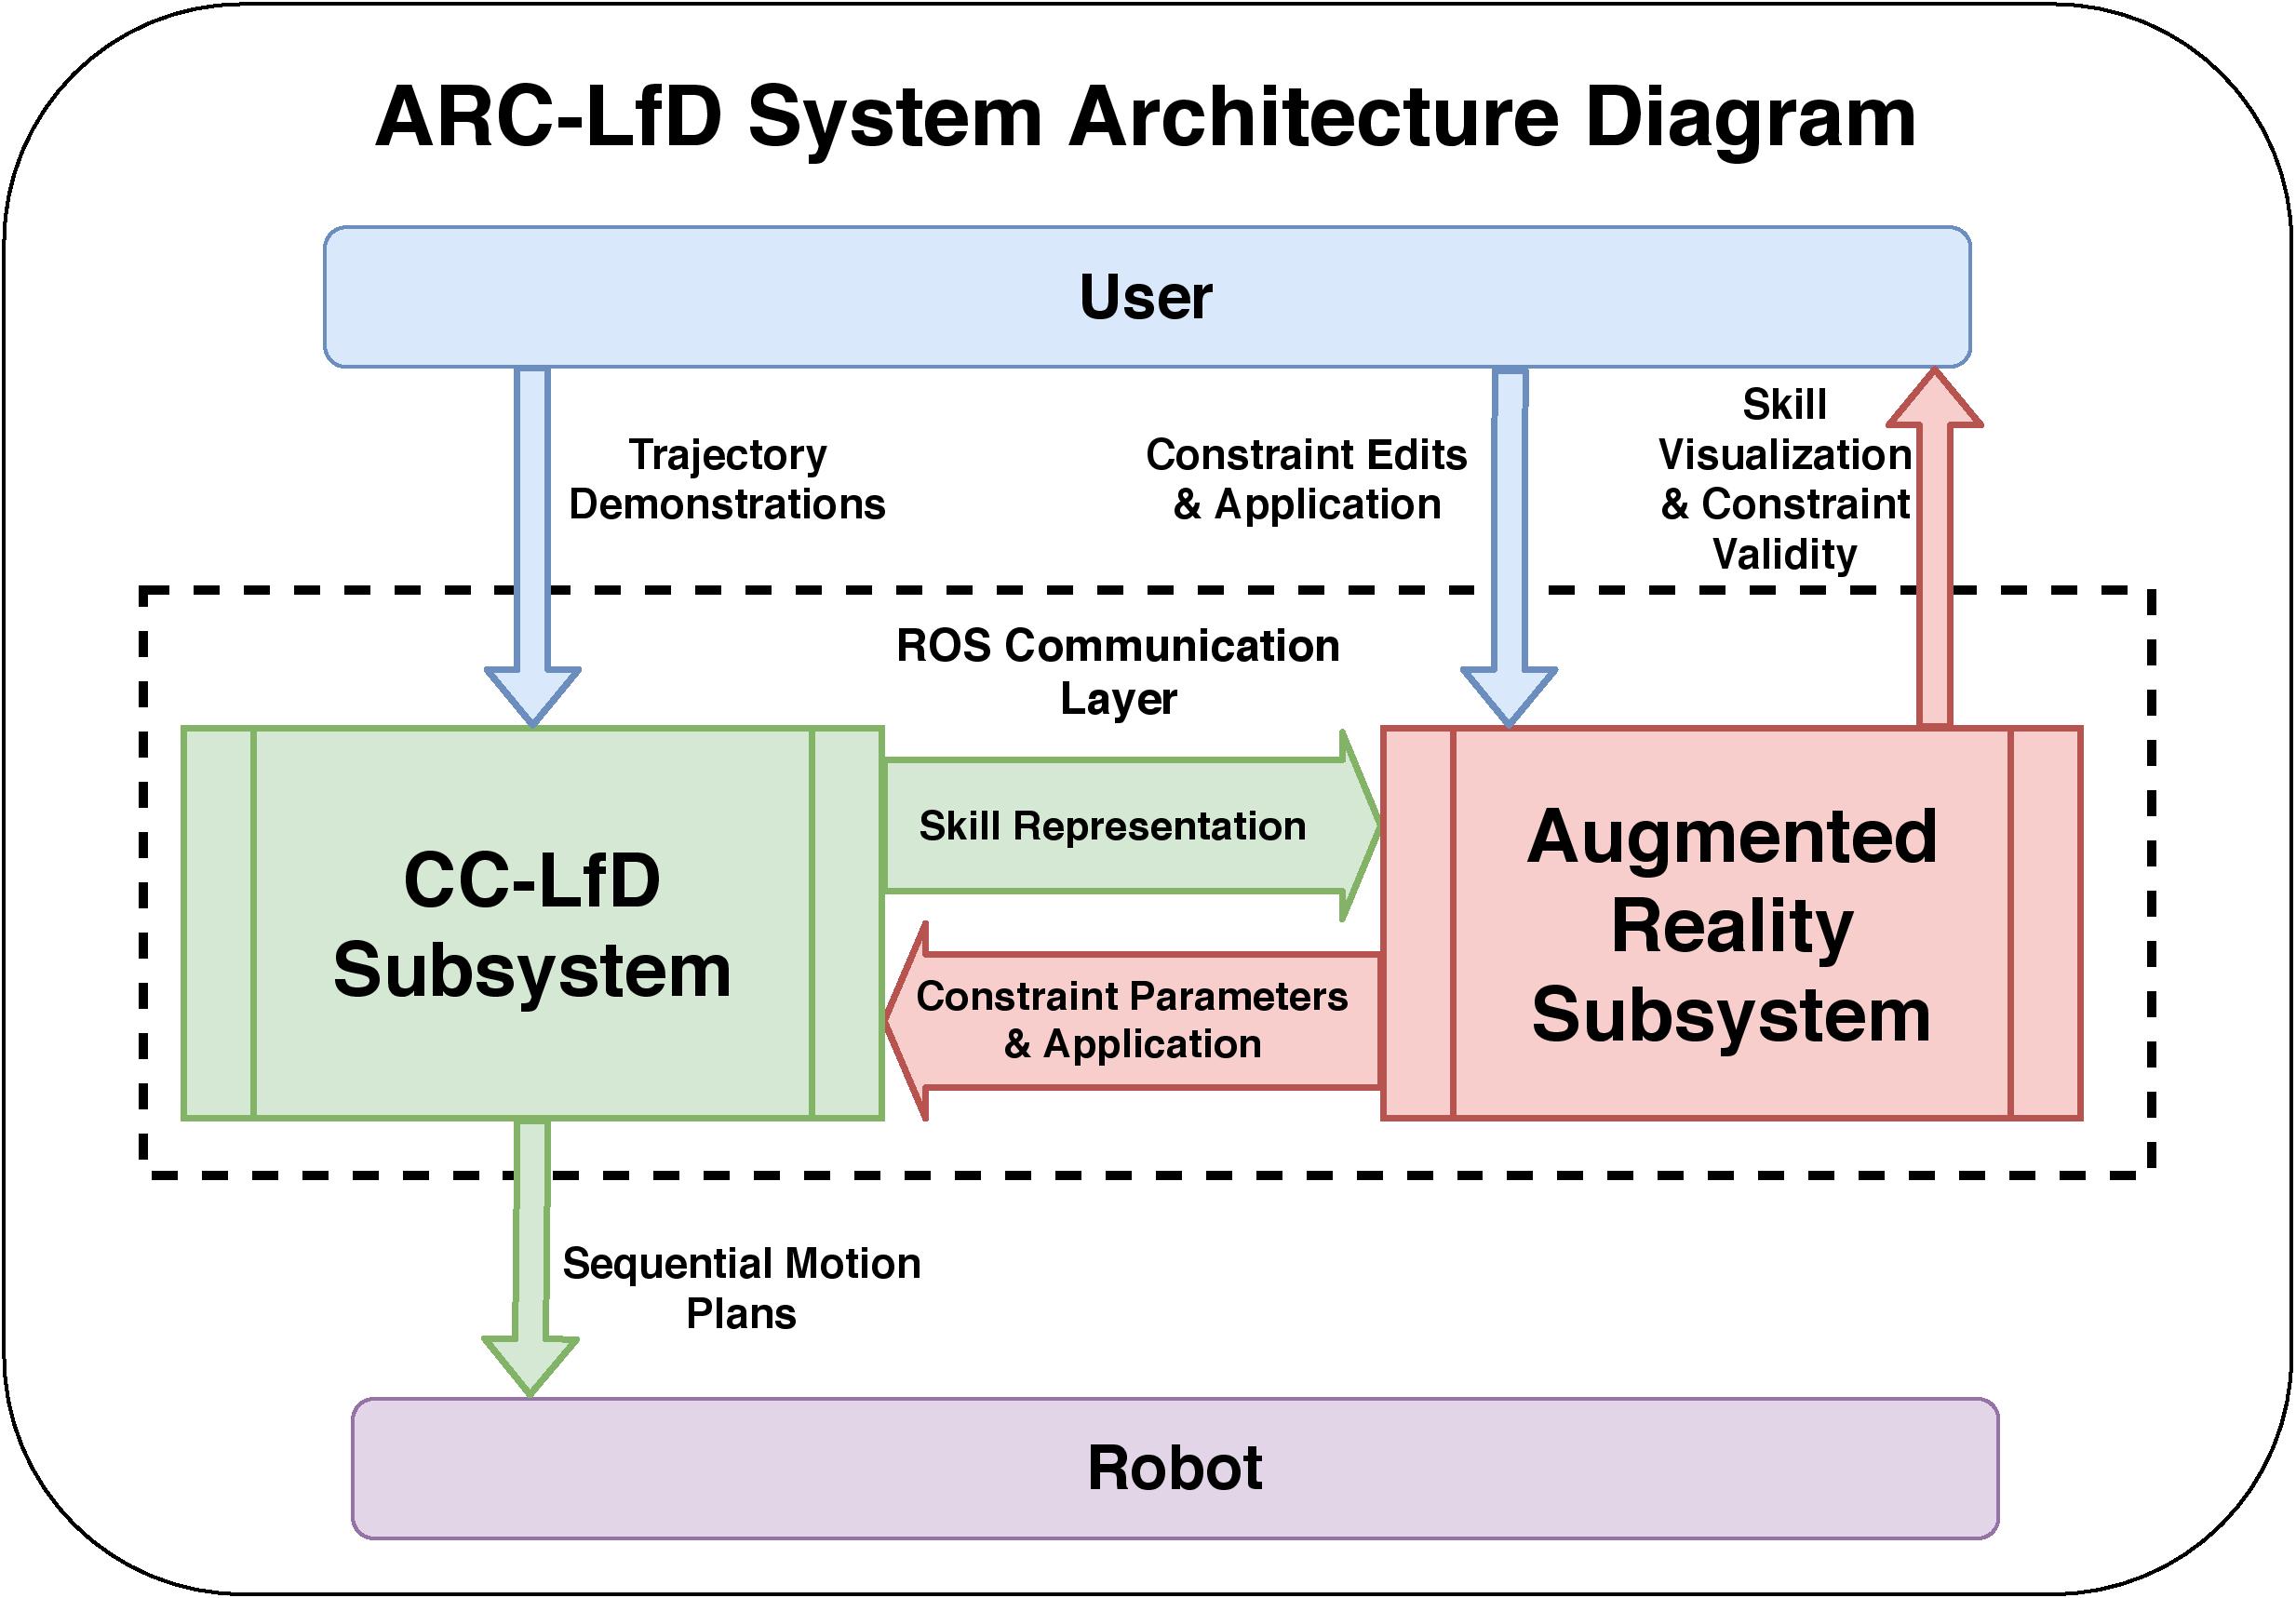 ARC-LfD System Architecture Diagram
User
Trajectory
Demonstrations
Constraint Edits
& Application
Skill
Visualization
& Constraint
Validity
ROS Communication
Layer
CC-LfD
Subsystem
Skill Representation
Constraint Parameters
& Application
Augmented
Reality
Subsystem
Sequential Motion
Plans
Robot